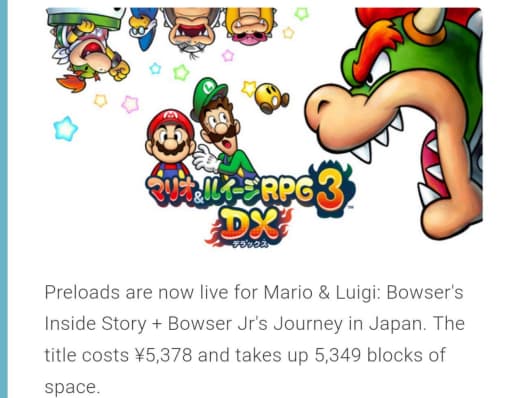 マリオ&ルイージRPG3
DX
デラックス
Preloads are now live for Mario & Luigi: Bowser's
Inside Story + Bowser Jr's Journey in Japan. The
title costs ¥5,378 and takes up 5,349 blocks of
space.